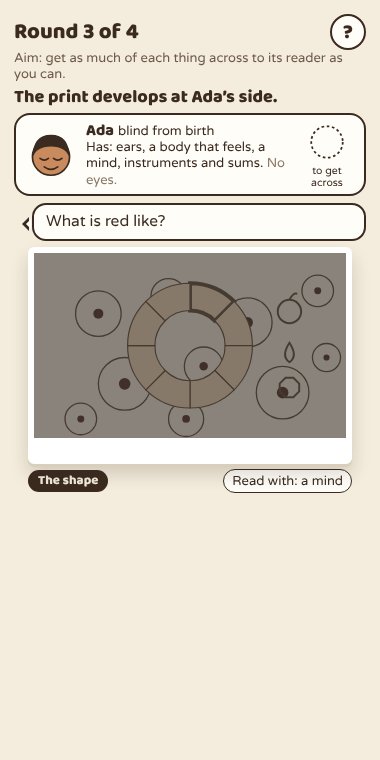 Round 3 of 4
?
Aim: get as much of each thing across to its reader as
you can.
The print develops at Ada's side.
Ada blind from birth
Has: ears, a body that feels, a
mind, instruments and sums. No
eyes.
to get
across
What is red like?
The shape
Read with: a mind